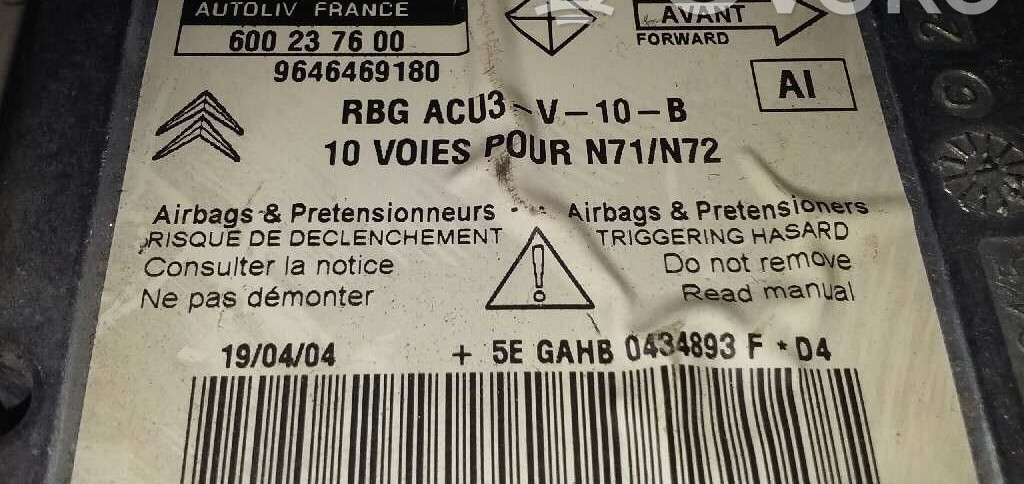 AUTOLIV FRANCE
600 23 76 00
9646469180
AVANT
FORWARD
AI
RBG ACU3-V-10-B
10 VOIES POUR N71/N72
Airbags & Pretensionneurs
RISQUE DE DECLENCHEMENT
Consulter la notice
Ne pas démonter
Airbags & Pretensioners
TRIGGERING HASARD
Do not remove
Read manual
19/04/04 + 5E GAHB 0434893 F * D4